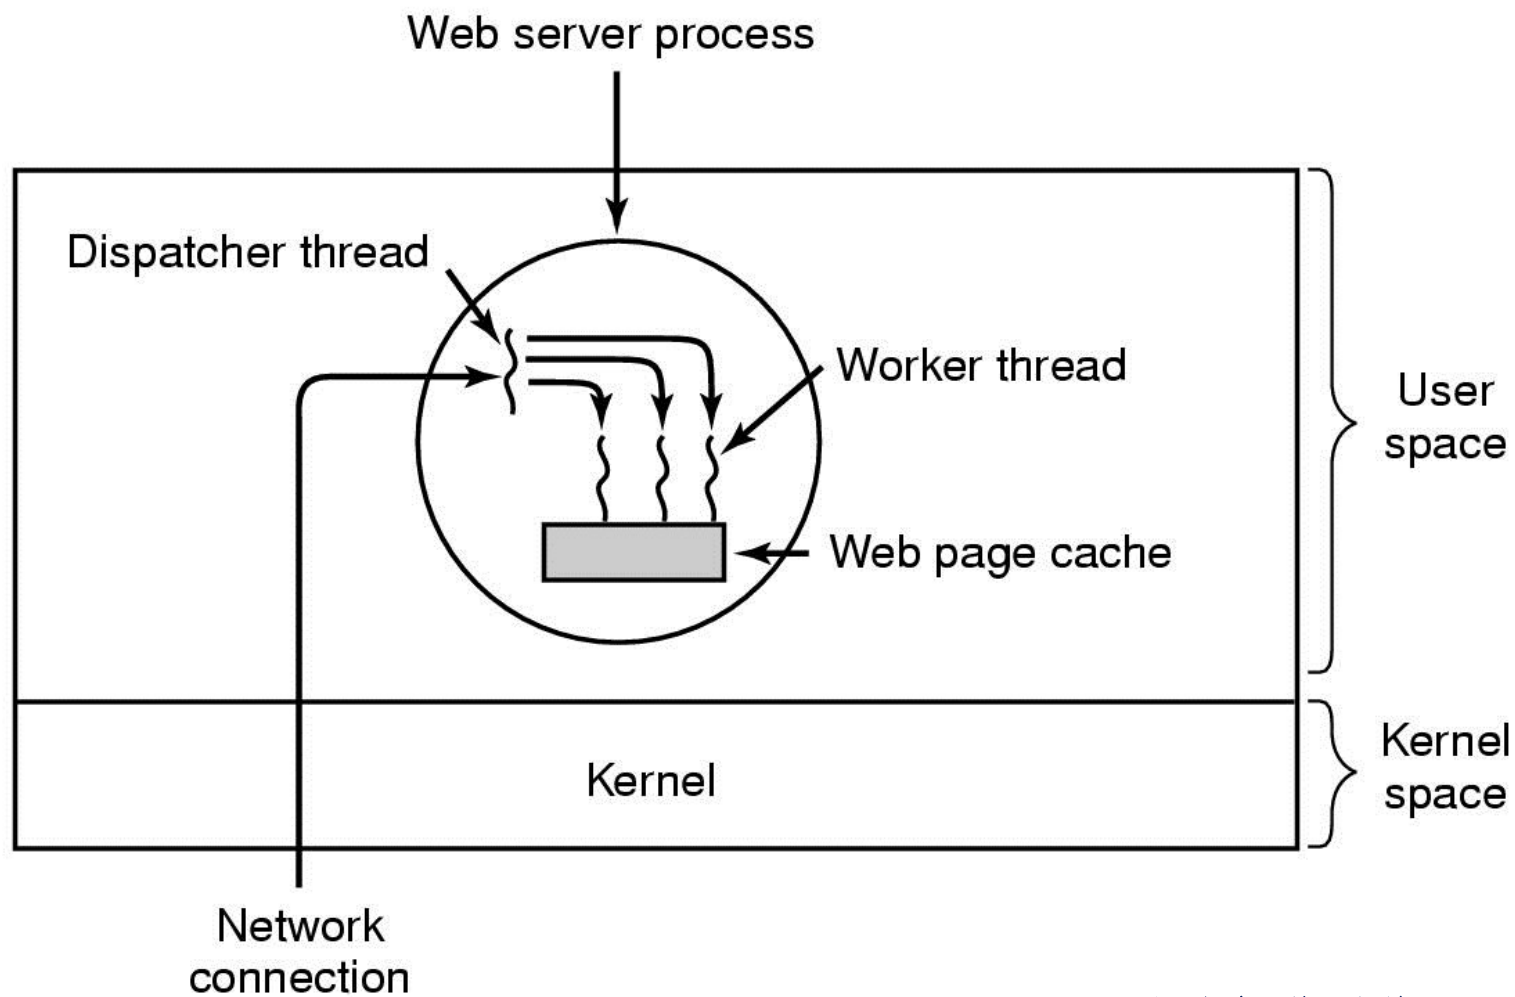 Web server process
Dispatcher thread
Worker thread
User
space
Web page cache
Kernel
space
Kernel
Network
connection